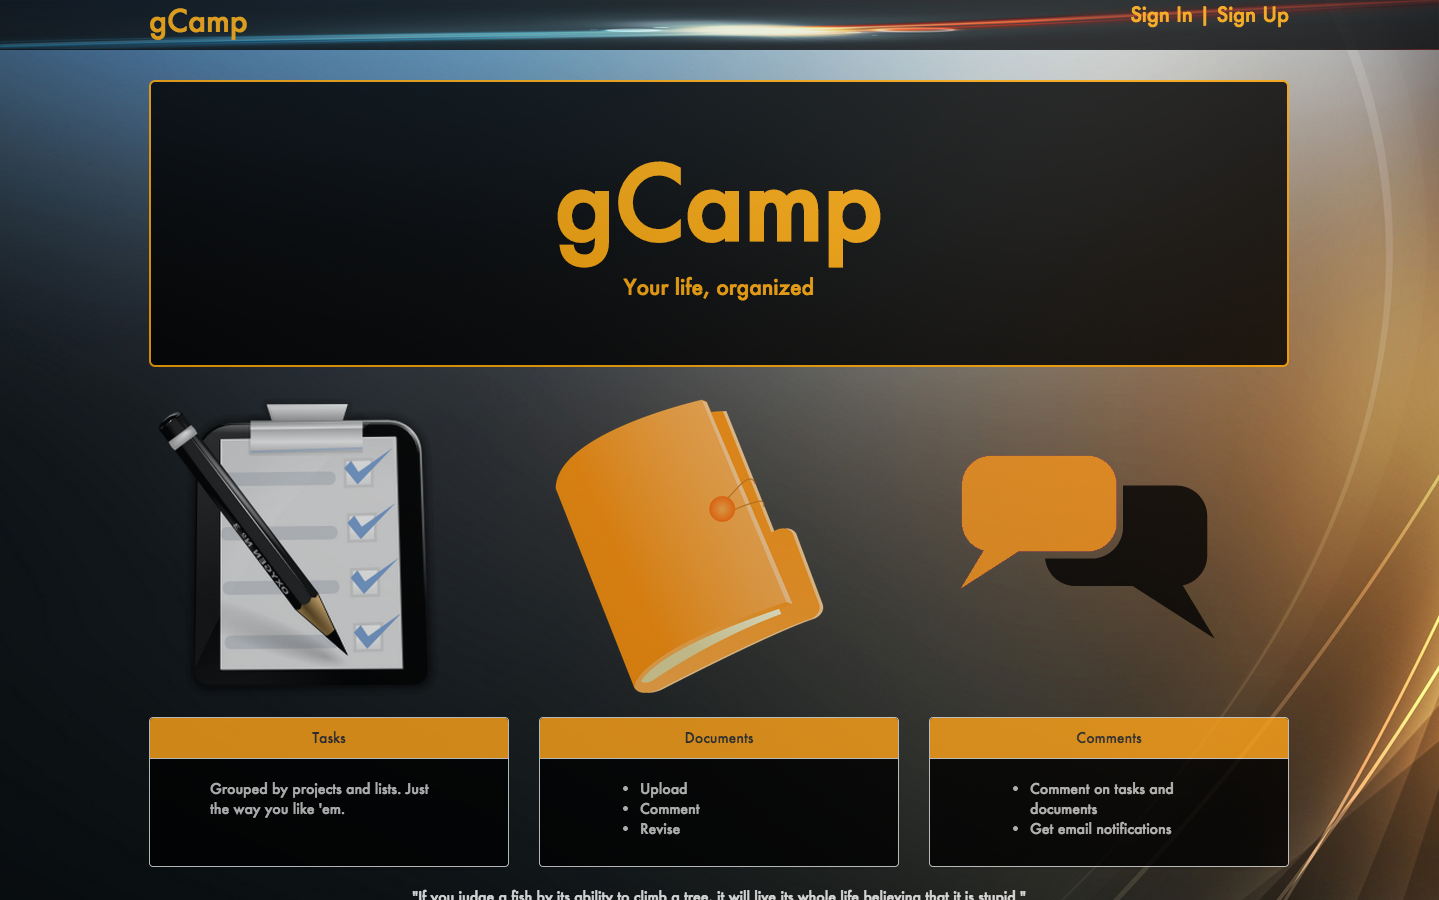 gCamp
Sign In | Sign Up
gCamp
Your life, organized
Tasks
Grouped by projects and lists. Just
the way you like 'em.
Documents
• Upload
• Comment
• Revise
Comments
• Comment on tasks and
documents
• Get email notifications
"If you judge a fish by its ability to climb a tree, it will live its whole life believing that it is stupid."